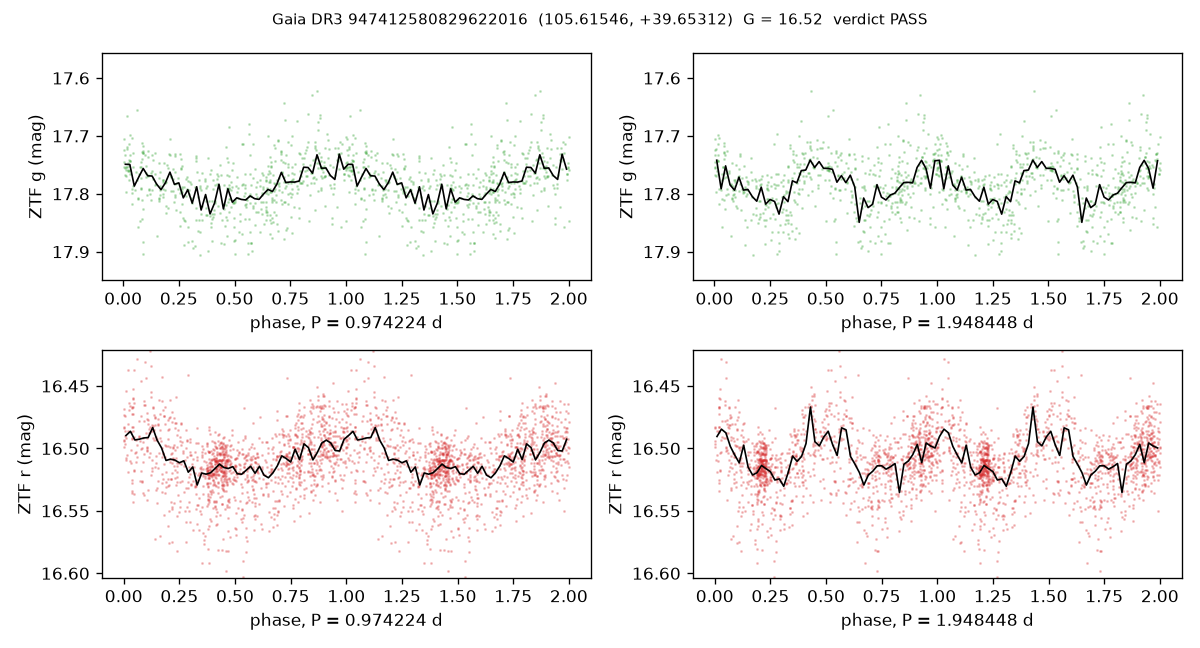 Gaia DR3 947412580829622016 (105.61546, +39.65312) G = 16.52 verdict PASS
ZTF g (mag)
17.6
17.7
17.8
17.9
0.00 0.25 0.50 0.75 1.00 1.25 1.50 1.75 2.00
phase, P = 0.974224 d
ZTF g (mag)
17.6
17.7
17.8
17.9
0.00 0.25 0.50 0.75 1.00 1.25 1.50 1.75 2.00
phase, P = 1.948448 d
ZTF r (mag)
16.45
16.50
16.55
16.60
0.00 0.25 0.50 0.75 1.00 1.25 1.50 1.75 2.00
phase, P = 0.974224 d
ZTF r (mag)
16.45
16.50
16.55
16.60
0.00 0.25 0.50 0.75 1.00 1.25 1.50 1.75 2.00
phase, P = 1.948448 d